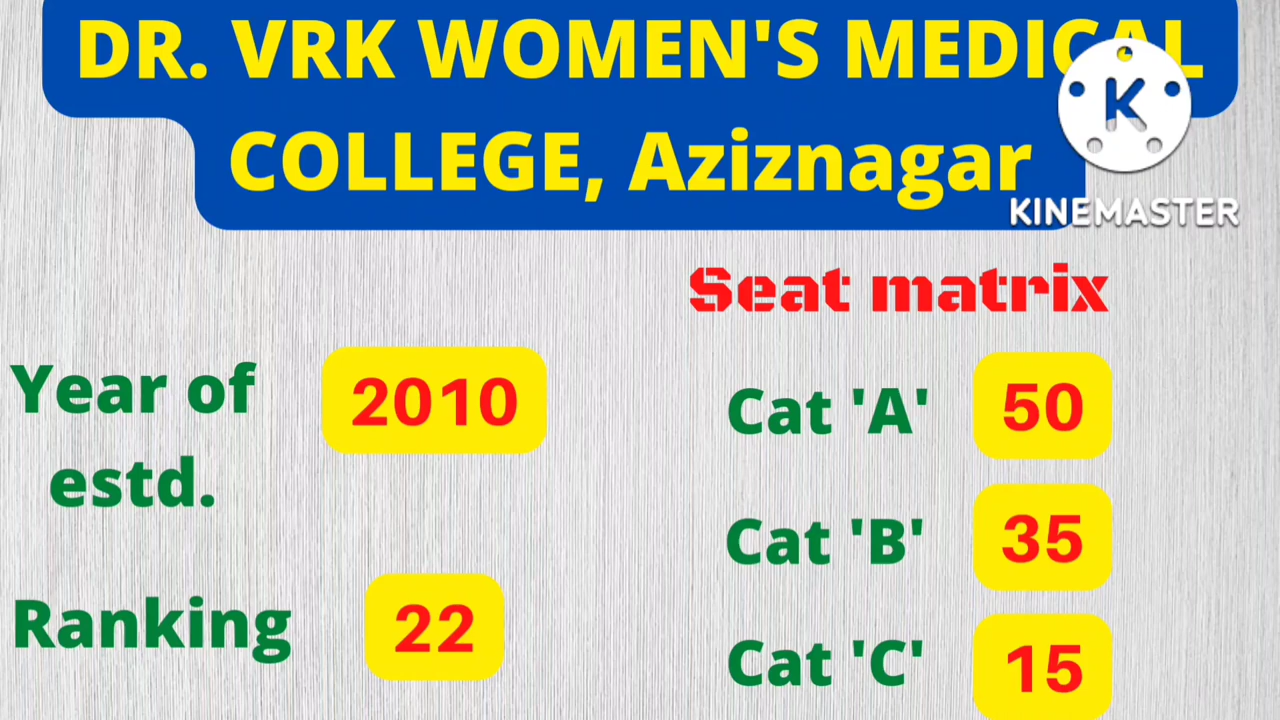 DR. VRK WOMEN'S MEDICAL
COLLEGE, Aziznagar
K
KINEMASTER
Seat matrix
Year of
estd.
2010
Cat 'A' 50
Cat 'B' 35
Ranking 22
Cat 'C' 15